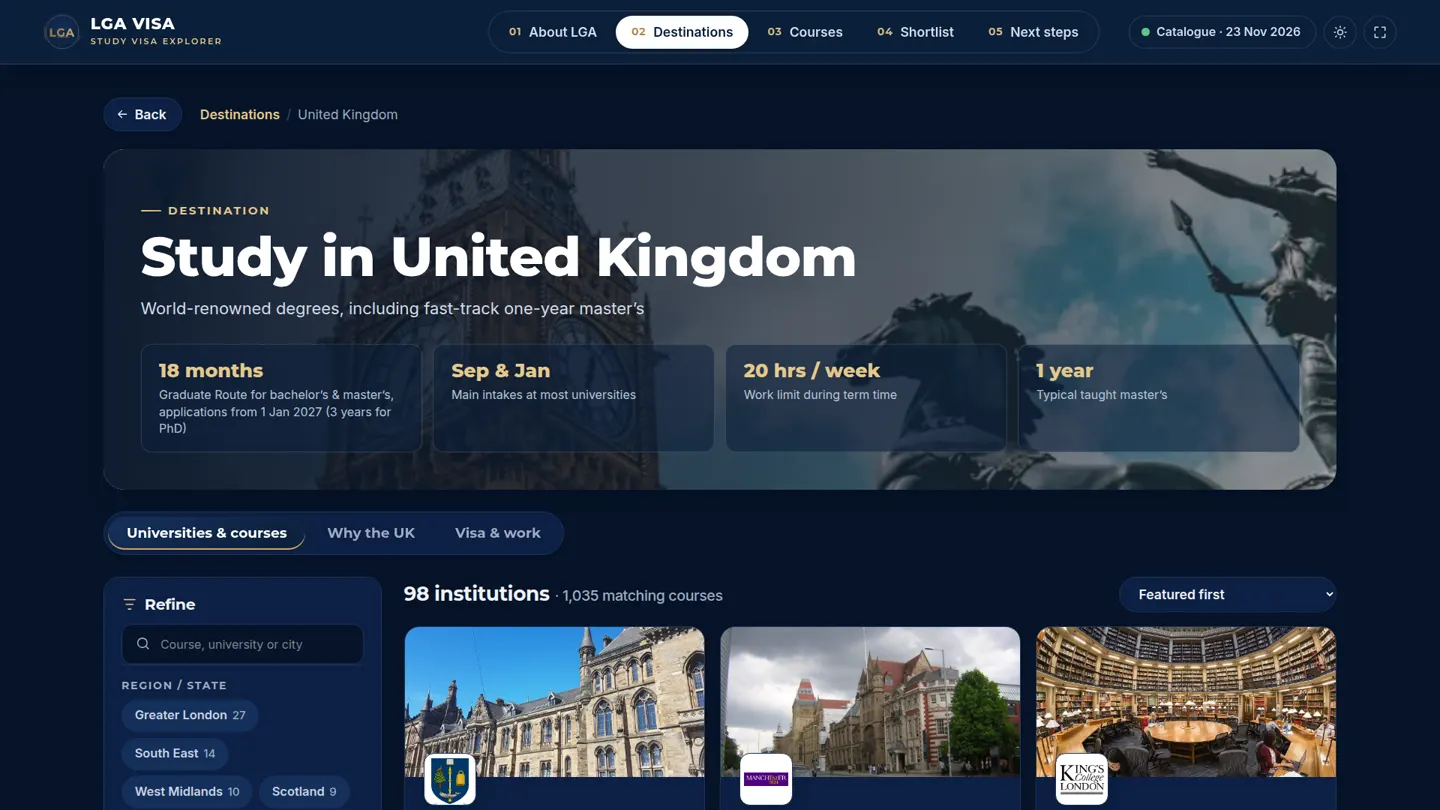 LGA
LGA VISA
STUDY VISA EXPLORER
01 About LGA
02 Destinations
03 Courses
04 Shortlist
05 Next steps
Catalogue · 23 Nov 2026
← Back
Destinations / United Kingdom
DESTINATION
Study in United Kingdom
World-renowned degrees, including fast-track one-year master’s
18 months
Graduate Route for bachelor’s & master’s,
applications from 1 Jan 2027 (3 years for
PhD)
Sep & Jan
Main intakes at most universities
20 hrs / week
Work limit during term time
1 year
Typical taught master’s
Universities & courses
Why the UK
Visa & work
Refine
Course, university or city
REGION / STATE
Greater London 27
South East 14
West Midlands 10
Scotland 9
98 institutions · 1,035 matching courses
Featured first
MANCHESTER
1824
KING'S
College
LONDON